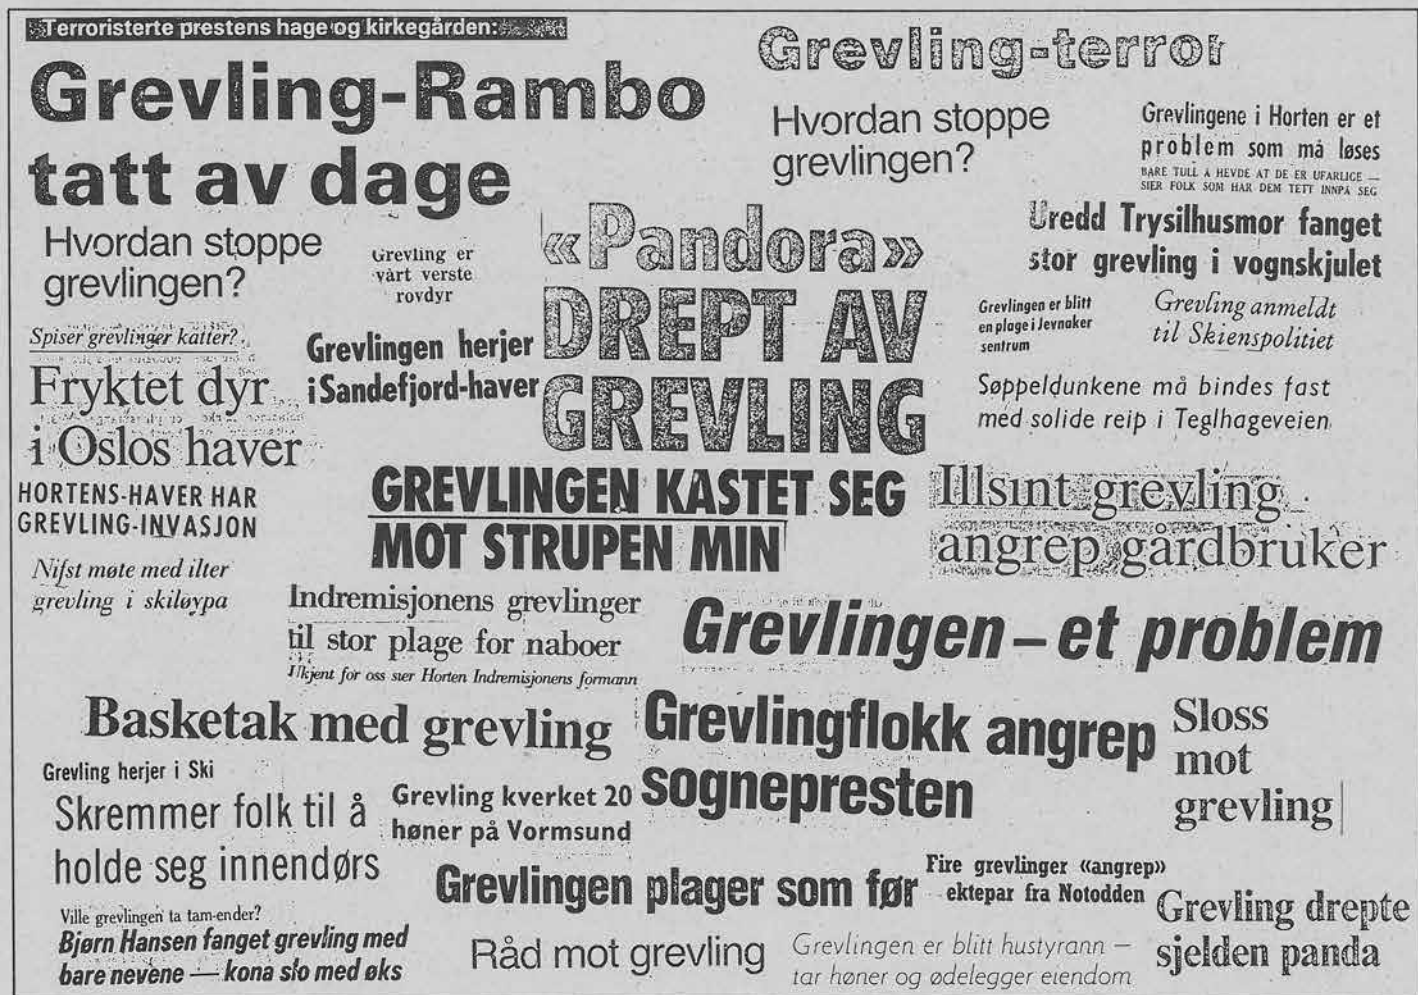 Terroristerte prestens hage og kirkegården:
Grevling-Rambo
tatt av dage
Grevling-terror
Hvordan stoppe
grevlingen?
Grevlingene i Horten er et
problem som må løses
BARE TULL A HEVDE AT DE ER UFARLIGE —
SIER FOLK SOM HAR DEM TETT INNPÅ SEG
Hvordan stoppe
grevlingen?
Grevling er
vårt verste
rovdyr
«Pandora»
DREPT AV
GREVLING
Uredd Trysilhusmor fanget
stor grevling i vognskjulet
Grevlingen er blitt
en plage i Jevnaker
sentrum
Grevling anmeldt
til Skienspolitiet
Spiser grevlinger katter?
Fryktet dyr
i Oslos haver
Grevlingen herjer
i Sandefjord-haver
Søppeldunkene må bindes fast
med solide reip i Teglhageveien
HORTENS-HAVER HAR
GREVLING-INVASJON
GREVLINGEN KASTET SEG
MOT STRUPEN MIN
Illsint grevling
angrep gårdbruker
Nifst møte med ilter
grevling i skiløypa
Indremisjonens grevlinger
til stor plage for naboer
Ukjent for oss sier Horten Indremisjonens formann
Grevlingen – et problem
Basketak med grevling
Grevlingflokk angrep
sognepresten
Sloss
mot
grevling
Grevling herjer i Ski
Skremmer folk til å
holde seg innendørs
Grevling kverket 20
høner på Vormsund
Grevlingen plager som før
Fire grevlinger «angrep»
ektepar fra Notodden
Grevling drepte
sjelden panda
Ville grevlingen ta tam-ender?
Bjørn Hansen fanget grevling med
bare nevene — kona slo med øks
Råd mot grevling
Grevlingen er blitt hustyrann –
tar høner og ødelegger eiendom